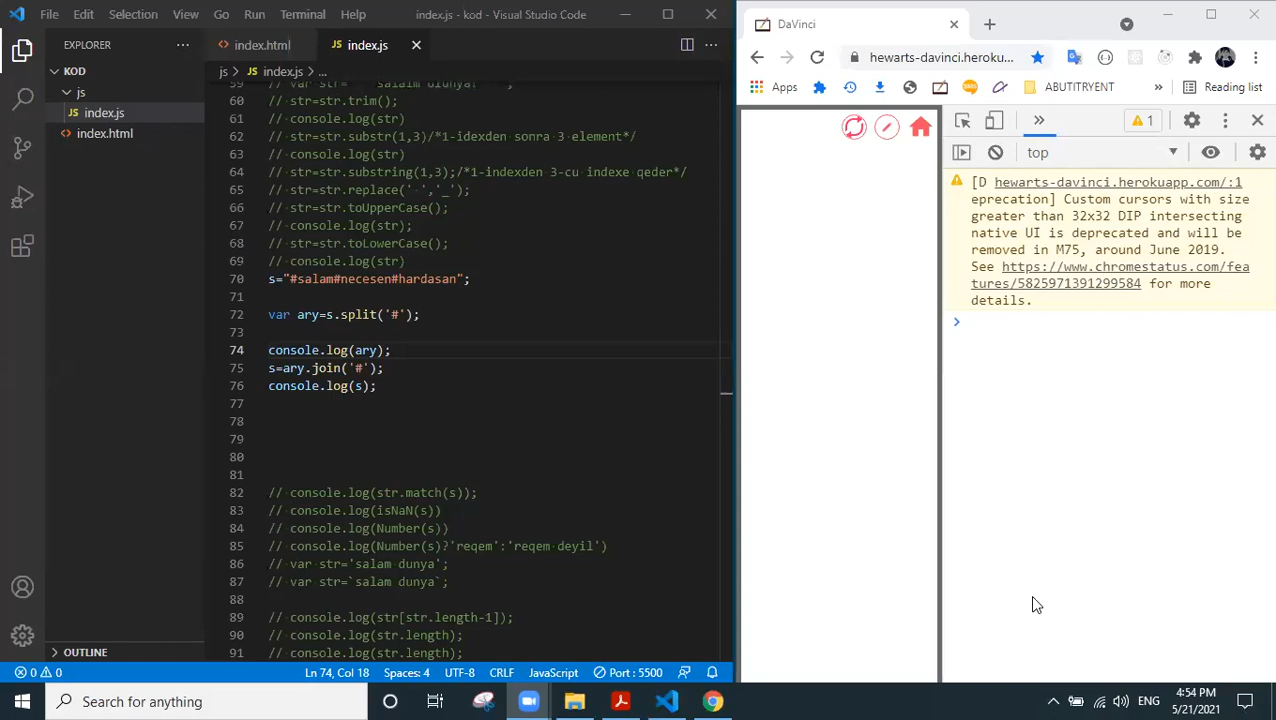 File Edit Selection View Go Run Terminal Help index.js - kod - Visual Studio Code
EXPLORER
index.html
index.js
KOD
js
index.js
index.html
OUTLINE
js > index.js > ...
60 // str=str.trim();
61 // console.log(str)
62 // str=str.substr(1,3)/*1-idexden sonra 3 element*/
63 // console.log(str)
64 // str=str.substring(1,3);/*1-indexden 3-cu indexe qeder*/
65 // str=str.replace(' ','_');
66 // str=str.toUpperCase();
67 // console.log(str);
68 // str=str.toLowerCase();
69 // console.log(str)
70 s="#salam#necesen#hardasan";
71
72 var ary=s.split('#');
73
74 console.log(ary);
75 s=ary.join('#');
76 console.log(s);
77
78
79
80
81
82 // console.log(str.match(s));
83 // console.log(isNaN(s))
84 // console.log(Number(s))
85 // console.log(Number(s)?'reqem':'reqem deyil')
86 // var str='salam dunya';
87 // var str=`salam dunya`;
88
89 // console.log(str[str.length-1]);
90 // console.log(str.length);
91 // console.log(str.length);
0 0 Ln 74, Col 18 Spaces: 4 UTF-8 CRLF JavaScript Port : 5500
DaVinci
hewarts-davinci.heroku...
Apps ABUTITRYENT » Reading list
» 1
top
[D hewarts-davinci.herokuapp.com/:1
eprecation] Custom cursors with size
greater than 32x32 DIP intersecting
native UI is deprecated and will be
removed in M75, around June 2019.
See https://www.chromestatus.com/fea
tures/5825971391299584 for more
details.
>
Search for anything
ENG
4:54 PM
5/21/2021